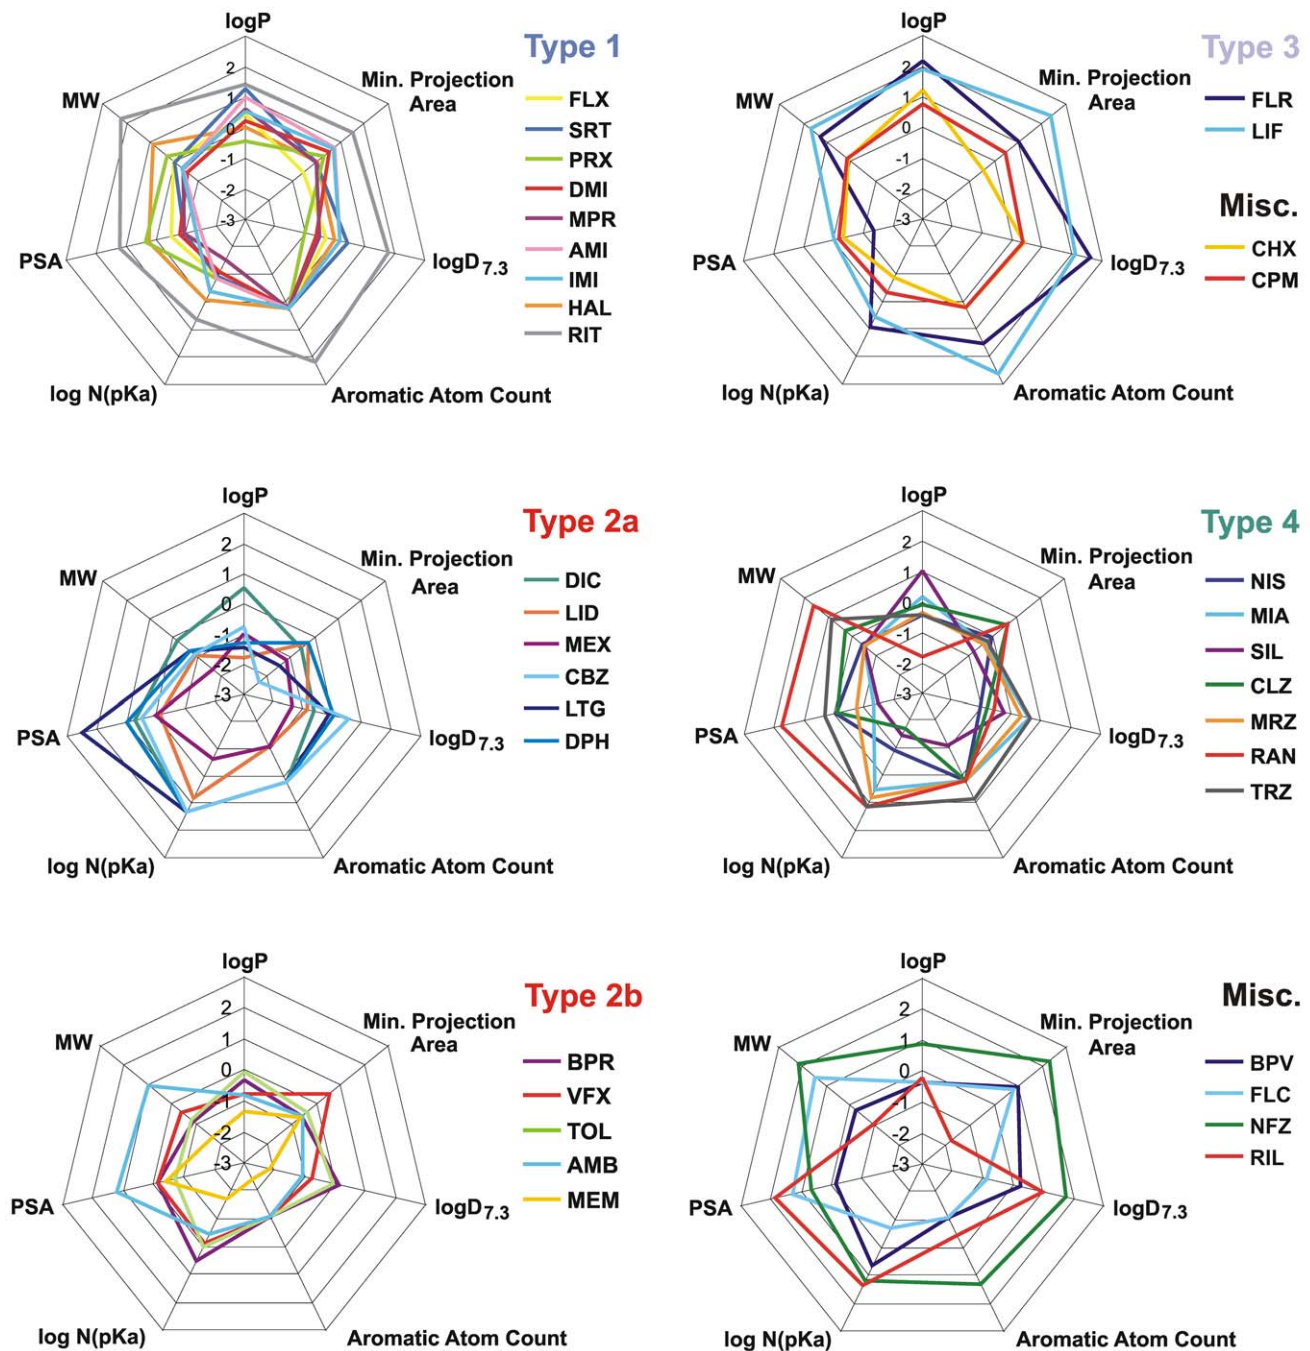 logP
Type 1
Min. Projection
Area
MW
2
1
0
-1
-2
-3
FLX
SRT
PRX
DMI
MPR
AMI
IMI
HAL
RIT
PSA
logD7.3
log N(pKa)
Aromatic Atom Count
logP
Type 3
Min. Projection
Area
MW
2
1
0
-1
-2
-3
FLR
LIF
Misc.
CHX
CPM
PSA
logD7.3
log N(pKa)
Aromatic Atom Count
logP
Type 2a
Min. Projection
Area
MW
2
1
0
-1
-2
-3
DIC
LID
MEX
CBZ
LTG
DPH
PSA
logD7.3
log N(pKa)
Aromatic Atom Count
logP
Type 4
Min. Projection
Area
MW
2
1
0
-1
-2
-3
NIS
MIA
SIL
CLZ
MRZ
RAN
TRZ
PSA
logD7.3
log N(pKa)
Aromatic Atom Count
logP
Type 2b
Min. Projection
Area
MW
2
1
0
-1
-2
-3
BPR
VFX
TOL
AMB
MEM
PSA
logD7.3
log N(pKa)
Aromatic Atom Count
logP
Misc.
Min. Projection
Area
MW
2
1
0
-1
-2
-3
BPV
FLC
NFZ
RIL
PSA
logD7.3
log N(pKa)
Aromatic Atom Count